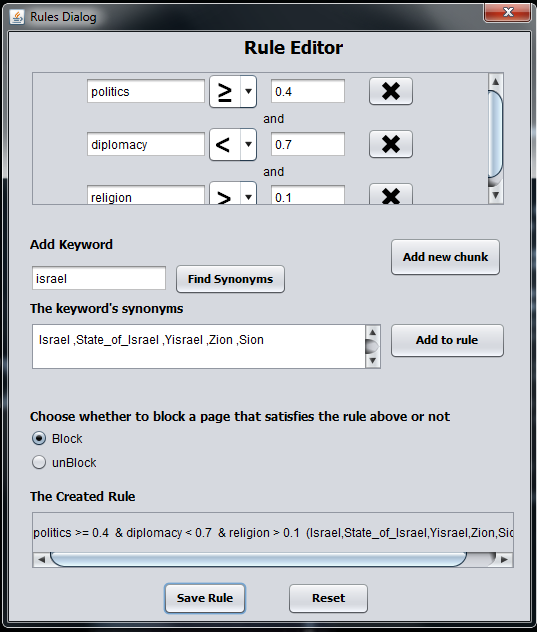 Rules Dialog
Rule Editor
politics ≥ 0.4
and
diplomacy < 0.7
and
religion > 0.1
Add Keyword
Add new chunk
israel Find Synonyms
The keyword's synonyms
Israel ,State_of_Israel ,Yisrael ,Zion ,Sion
Add to rule
Choose whether to block a page that satisfies the rule above or not
Block
unBlock
The Created Rule
politics >= 0.4 & diplomacy < 0.7 & religion > 0.1 (Israel,State_of_Israel,Yisrael,Zion,Sio
Save Rule Reset